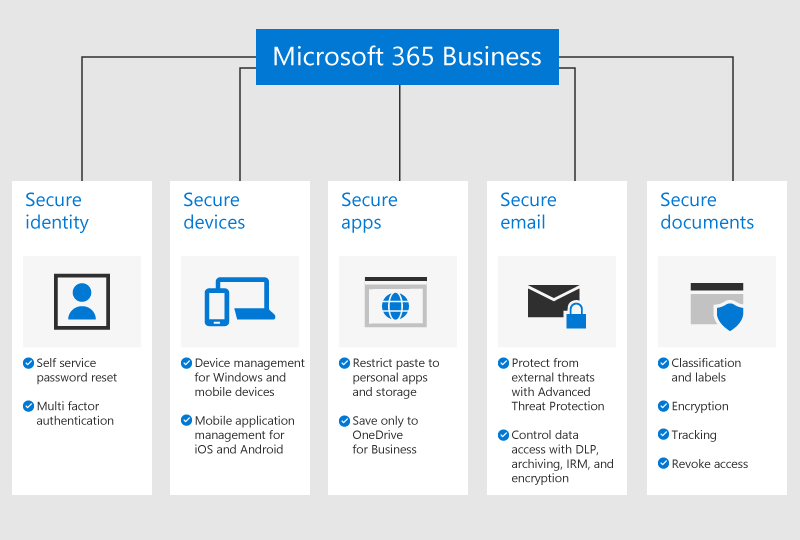 Microsoft 365 Business
Secure
identity
Self service
password reset
Multi factor
authentication
Secure
devices
Device management
for Windows and
mobile devices
Mobile application
management for
iOS and Android
Secure
apps
Restrict paste to
personal apps
and storage
Save only to
OneDrive
for Business
Secure
email
Protect from
external threats
with Advanced
Threat Protection
Control data
access with DLP,
archiving, IRM, and
encryption
Secure
documents
Classification
and labels
Encryption
Tracking
Revoke access